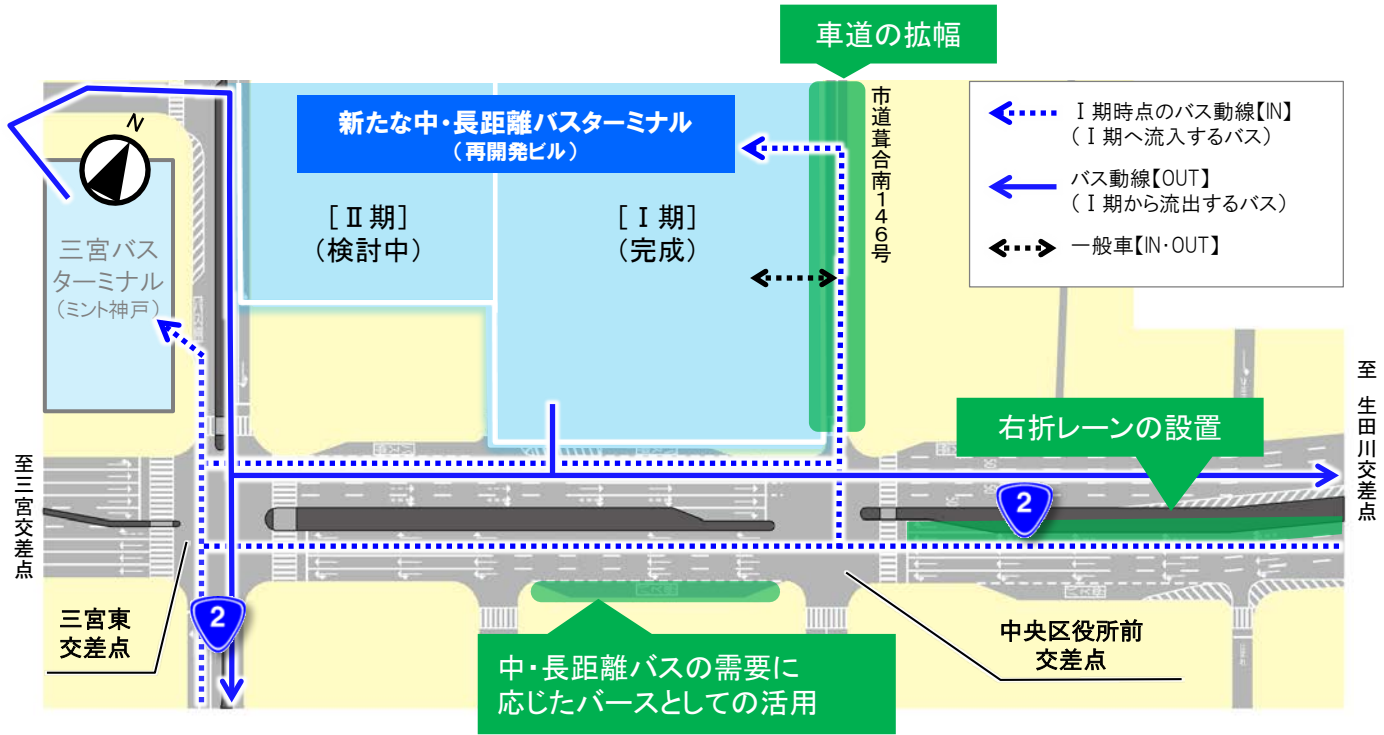 車道の拡幅
市道葺合南146号
新たな中・長距離バスターミナル
(再開発ビル)
[Ⅱ期]
(検討中)
[Ⅰ期]
(完成)
N
三宮バス
ターミナル
(ミント神戸)
Ⅰ期時点のバス動線【IN】
(Ⅰ期へ流入するバス)
バス動線【OUT】
(Ⅰ期から流出するバス)
一般車【IN・OUT】
右折レーンの設置
至 生田川交差点
至三宮交差点
2
2
三宮東
交差点
中央区役所前
交差点
中・長距離バスの需要に
応じたバースとしての活用